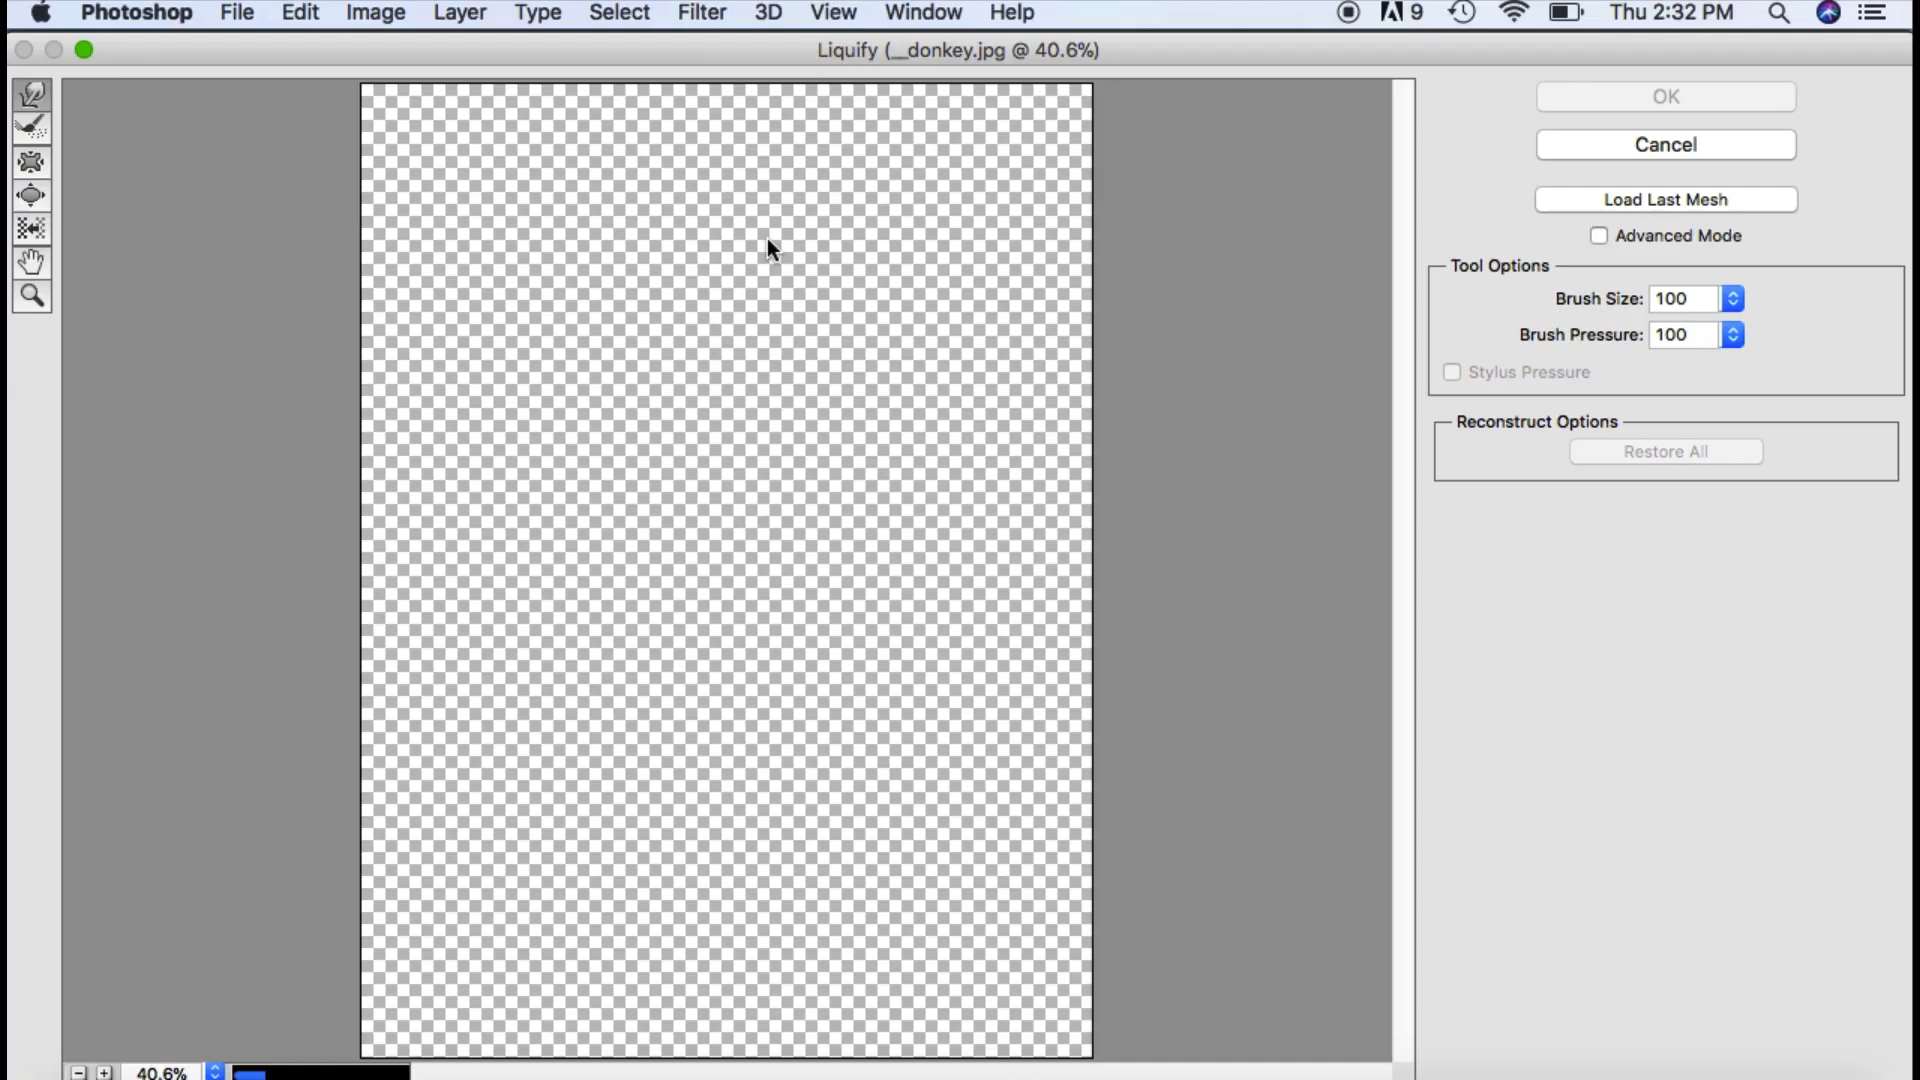 Photoshop File Edit Image Layer Type Select Filter 3D View Window Help 9 Thu 2:32 PM
Liquify (__donkey.jpg @ 40.6%)
OK
Cancel
Load Last Mesh
Advanced Mode
Tool Options
Brush Size: 100
Brush Pressure: 100
Stylus Pressure
Reconstruct Options
Restore All
40.6%